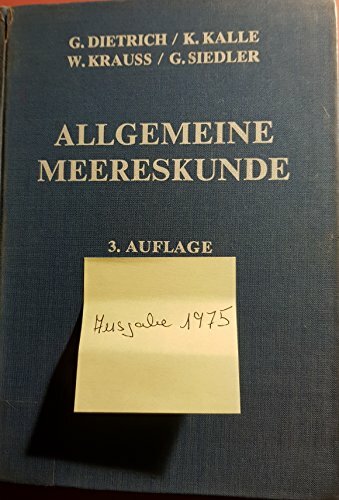 G. DIETRICH / K. KALLE
W. KRAUSS / G. SIEDLER
ALLGEMEINE
MEERESKUNDE
3. AUFLAGE
Ausgabe 1975